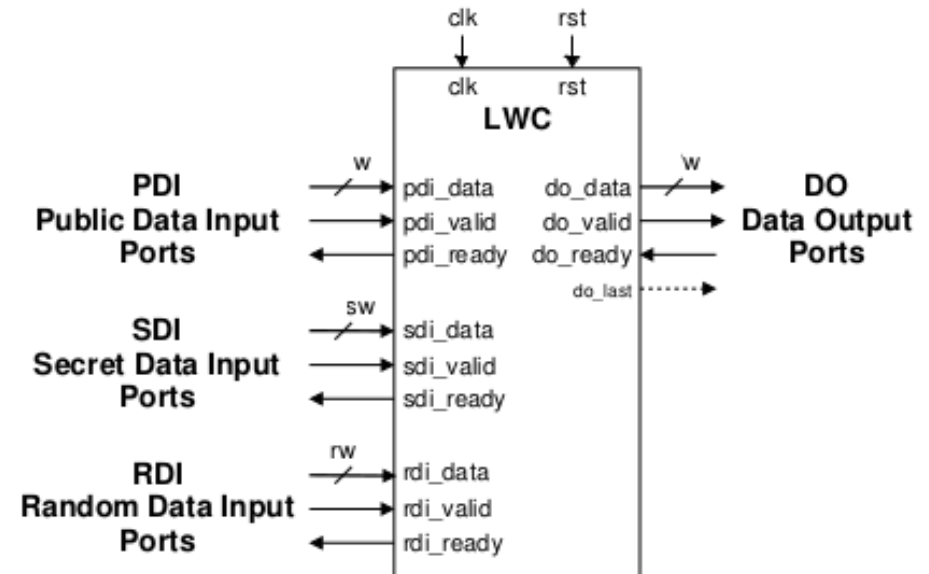 clk rst
clk rst
LWC
w
PDI
Public Data Input
Ports
pdi_data
pdi_valid
pdi_ready
do_data
do_valid
do_ready
do_last
w
DO
Data Output
Ports
sw
SDI
Secret Data Input
Ports
sdi_data
sdi_valid
sdi_ready
rw
RDI
Random Data Input
Ports
rdi_data
rdi_valid
rdi_ready